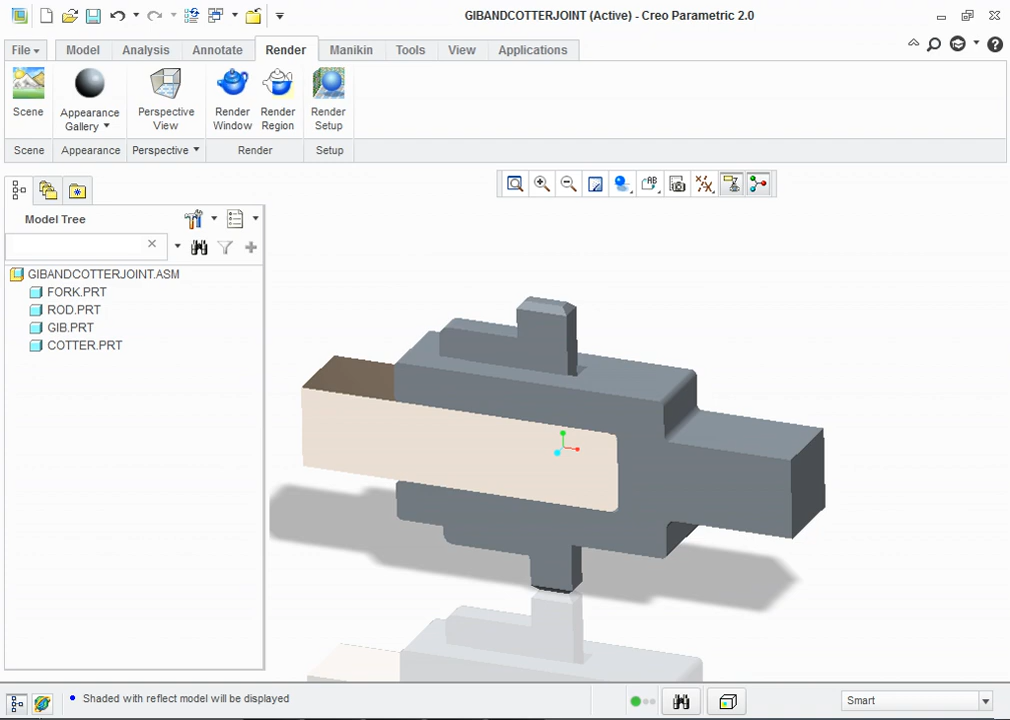 GIBANDCOTTERJOINT (Active) - Creo Parametric 2.0
File Model Analysis Annotate Render Manikin Tools View Applications
Scene Appearance Gallery Perspective View Render Window Render Region Render Setup
Scene Appearance Perspective Render Setup
Model Tree
GIBANDCOTTERJOINT.ASM
FORK.PRT
ROD.PRT
GIB.PRT
COTTER.PRT
Shaded with reflect model will be displayed
Smart